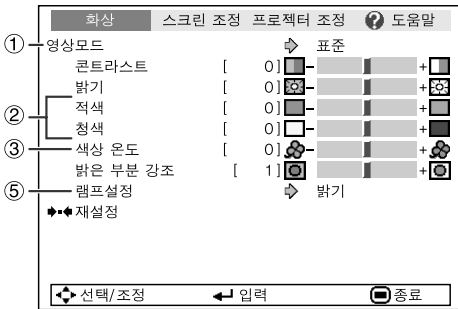 화상 스크린 조정 프로젝터 조정 ? 도움말
① 영상모드 표준
콘트라스트 [ 0] - +
밝기 [ 0] - +
② 적색 [ 0] - +
청색 [ 0] - +
③ 색상 온도 [ 0] - +
밝은 부분 강조 [ 1] - +
⑤ 램프설정 밝기
재설정
선택/조정 입력 종료